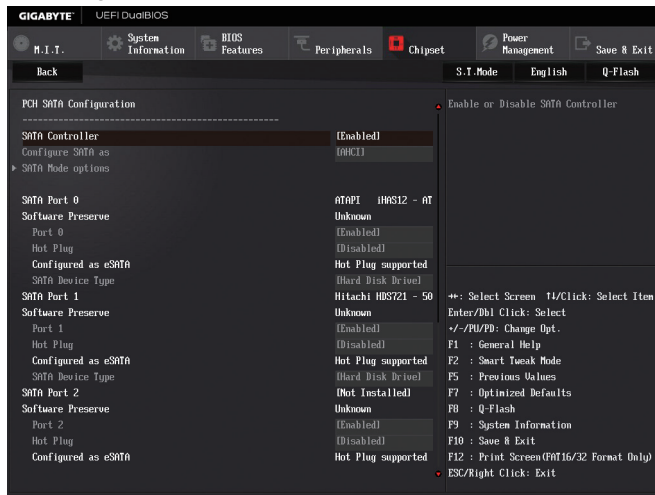 GIGABYTE™ UEFI DualBIOS
M.I.T. System Information BIOS Features Peripherals Chipset Power Management Save & Exit
Back S.T.Mode English Q-Flash
PCH SATA Configuration
------------------------------------------------
SATA Controller [Enabled]
Configure SATA as [AHCI]
SATA Mode options
SATA Port 0 ATAPI iHAS12 - AT
Software Preserve Unknown
Port 0 [Enabled]
Hot Plug [Disabled]
Configured as eSATA Hot Plug supported
SATA Device Type [Hard Disk Drive]
SATA Port 1 Hitachi HDS721 - 50
Software Preserve Unknown
Port 1 [Enabled]
Hot Plug [Disabled]
Configured as eSATA Hot Plug supported
SATA Device Type [Hard Disk Drive]
SATA Port 2 [Not Installed]
Software Preserve Unknown
Port 2 [Enabled]
Hot Plug [Disabled]
Configured as eSATA Hot Plug supported
Enable or Disable SATA Controller
→←: Select Screen ↑↓/Click: Select Item
Enter/Dbl Click: Select
+/-/PU/PD: Change Opt.
F1 : General Help
F2 : Smart Tweak Mode
F5 : Previous Values
F7 : Optimized Defaults
F8 : Q-Flash
F9 : System Information
F10 : Save & Exit
F12 : Print Screen(FAT16/32 Format Only)
ESC/Right Click: Exit